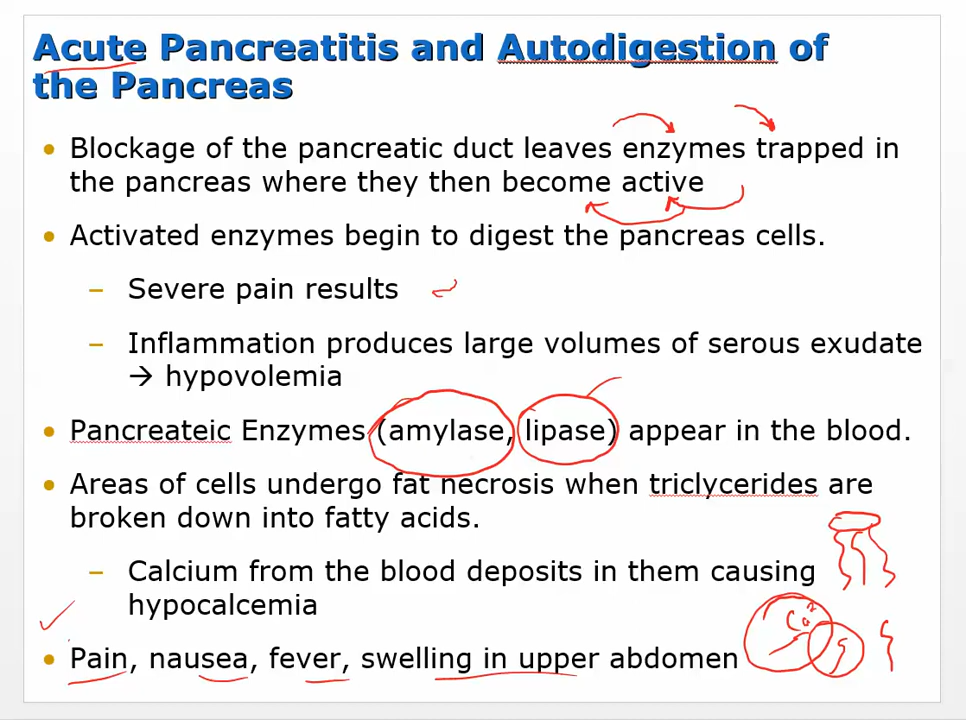 Acute Pancreatitis and Autodigestion of
the Pancreas
• Blockage of the pancreatic duct leaves enzymes trapped in
the pancreas where they then become active
• Activated enzymes begin to digest the pancreas cells.
– Severe pain results
– Inflammation produces large volumes of serous exudate
→ hypovolemia
• Pancreateic Enzymes (amylase, lipase) appear in the blood.
• Areas of cells undergo fat necrosis when triclycerides are
broken down into fatty acids.
– Calcium from the blood deposits in them causing
hypocalcemia
Ca²
• Pain, nausea, fever, swelling in upper abdomen